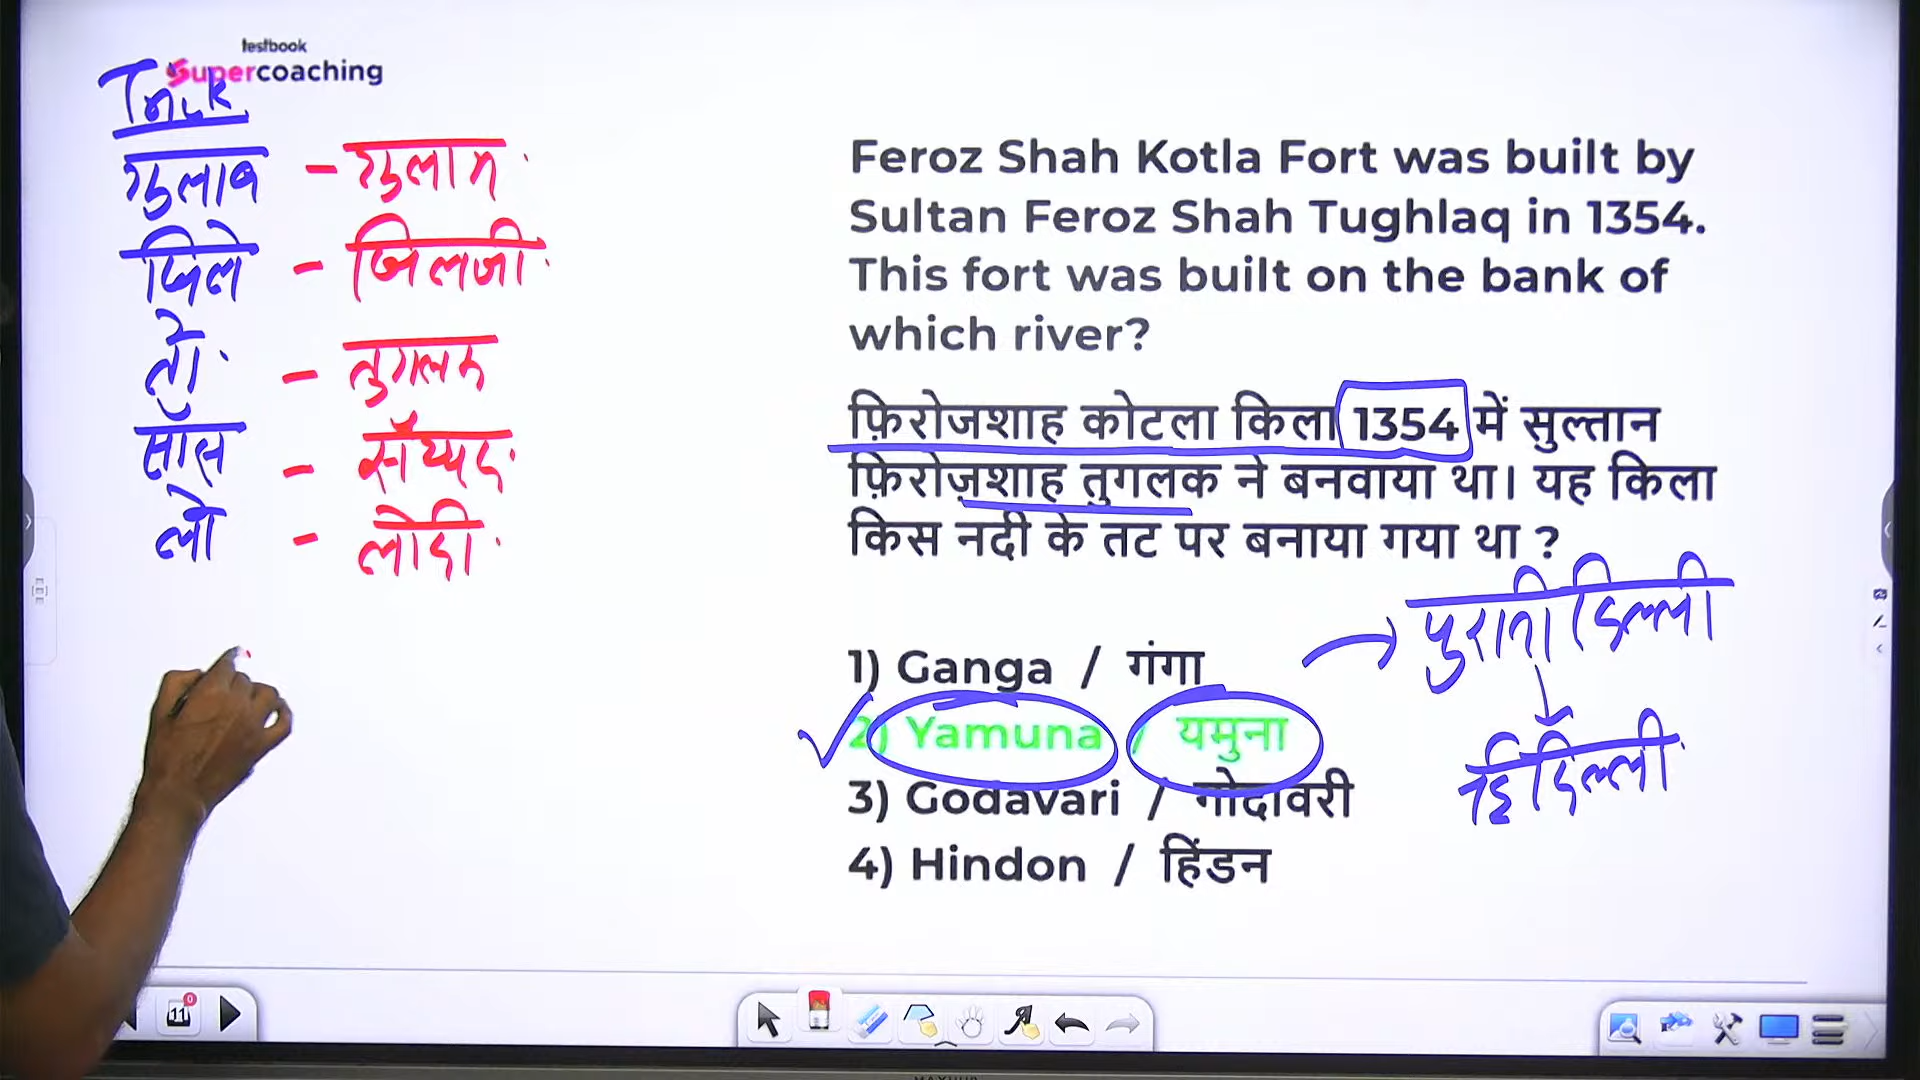 testbook
Supercoaching
Trick
गुलाब - गुलाम
खिले - खिलजी
तो - तुगलक
साँस - सैय्यद
लो - लोदी
Feroz Shah Kotla Fort was built by
Sultan Feroz Shah Tughlaq in 1354.
This fort was built on the bank of
which river?
फ़िरोजशाह कोटला किला 1354 में सुल्तान
फ़िरोज़शाह तुगलक ने बनवाया था। यह किला
किस नदी के तट पर बनाया गया था ?
1) Ganga / गंगा
2) Yamuna / यमुना
3) Godavari / गोदावरी
4) Hindon / हिंडन
पुरानी दिल्ली
दिल्ली
11
0